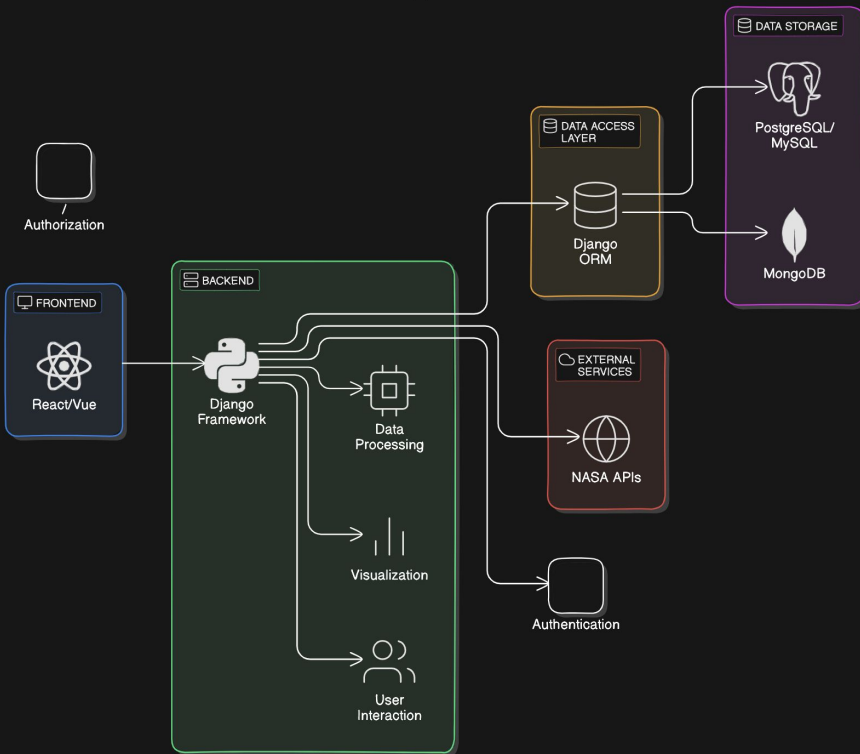 DATA STORAGE
PostgreSQL/
MySQL
MongoDB
DATA ACCESS
LAYER
Django
ORM
Authorization
BACKEND
FRONTEND
React/Vue
Django
Framework
Data
Processing
Visualization
User
Interaction
EXTERNAL
SERVICES
NASA APIs
Authentication